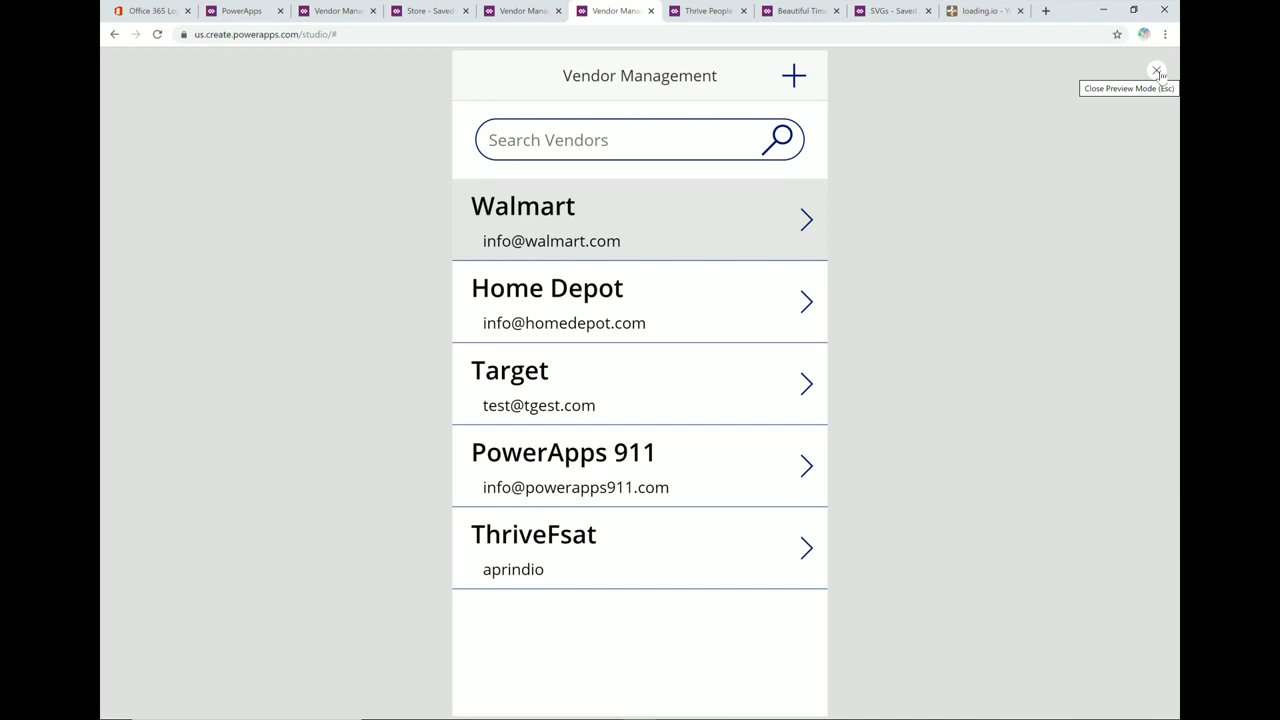 Office 365 Lo
PowerApps
Vendor Mana
Store - Saved
Vendor Mana
Vendor Mana
Thrive People
Beautiful Tim
SVGs - Saved
loading.io - Y
us.create.powerapps.com/studio/#
Vendor Management
Close Preview Mode (Esc)
Search Vendors
Walmart
info@walmart.com
Home Depot
info@homedepot.com
Target
test@tgest.com
PowerApps 911
info@powerapps911.com
ThriveFsat
aprindio